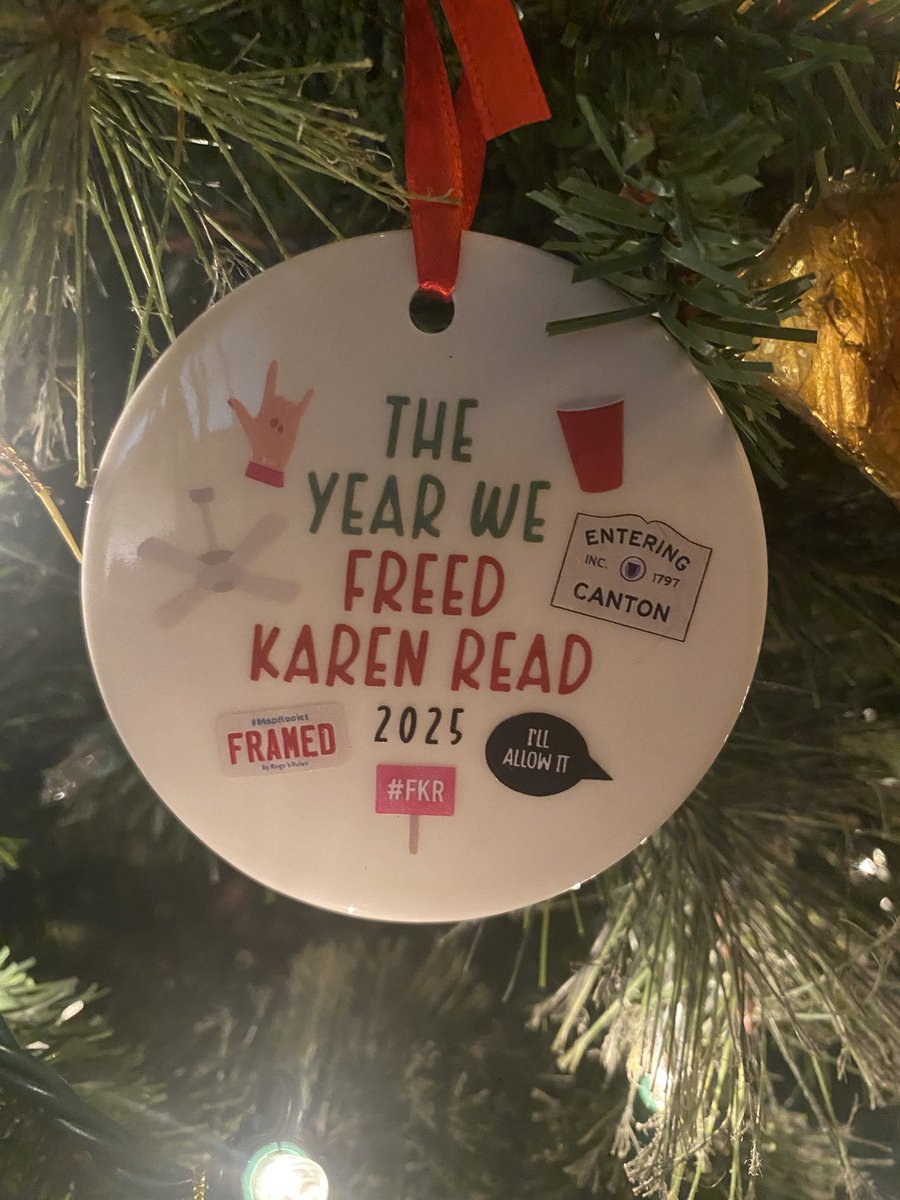 THE
YEAR WE
FREED
KAREN READ
2025
ENTERING
INC. 1797
CANTON
FRAMED
I'LL
ALLOW IT
#FKR